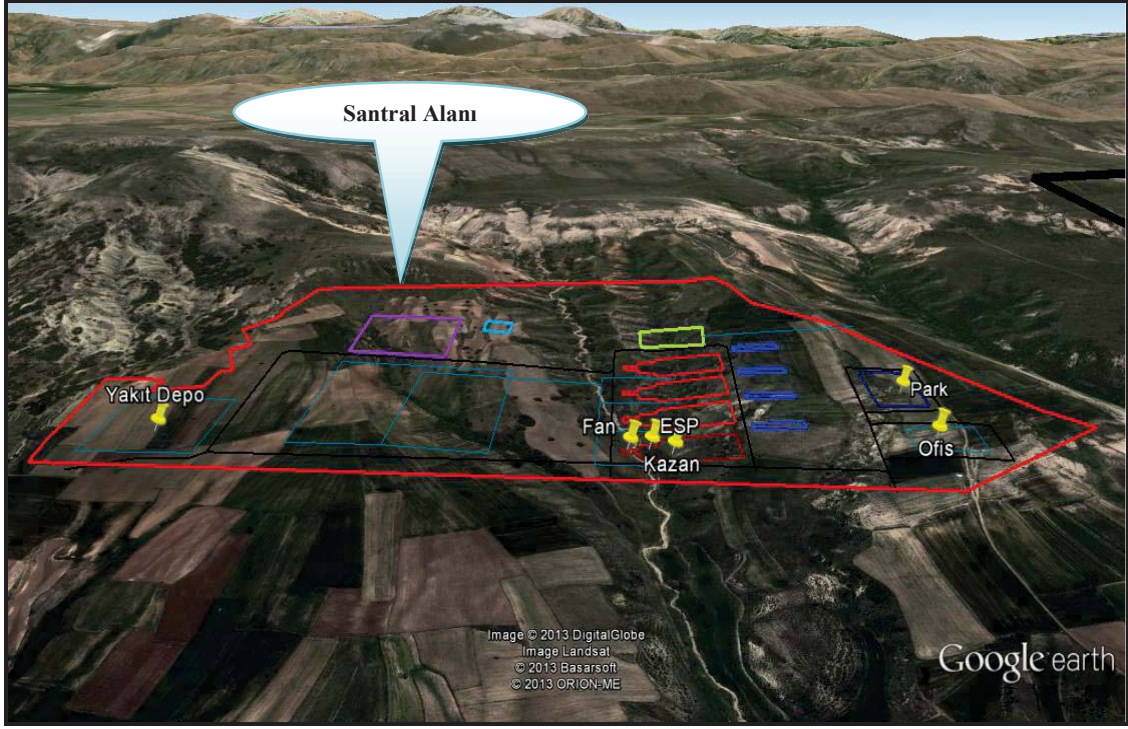 Santral Alanı
Yakıt Depo
Park
Fan
ESP
Ofis
Kazan
Image © 2013 DigitalGlobe
Image Landsat
© 2013 Basarsoft
© 2013 ORION-ME
Google earth